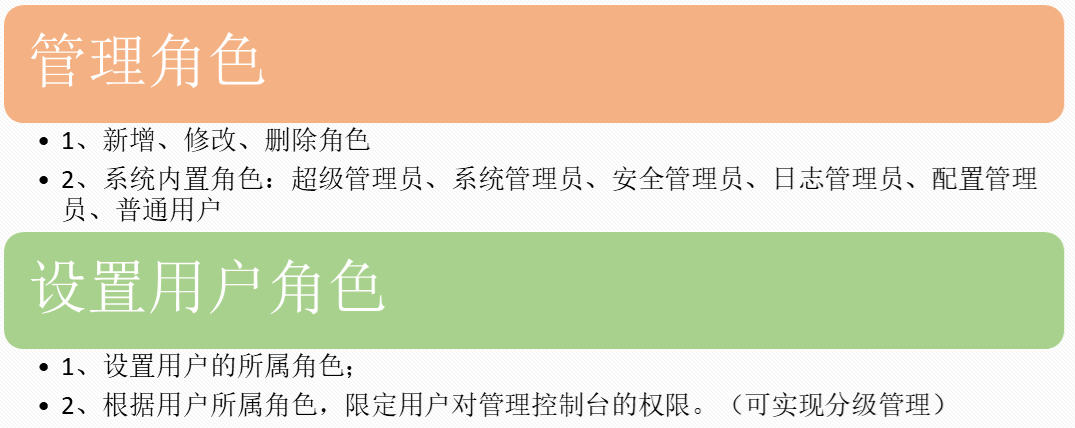 管理角色
• 1、新增、修改、删除角色
• 2、系统内置角色：超级管理员、系统管理员、安全管理员、日志管理员、配置管理
员、普通用户
设置用户角色
• 1、设置用户的所属角色；
• 2、根据用户所属角色，限定用户对管理控制台的权限。（可实现分级管理）